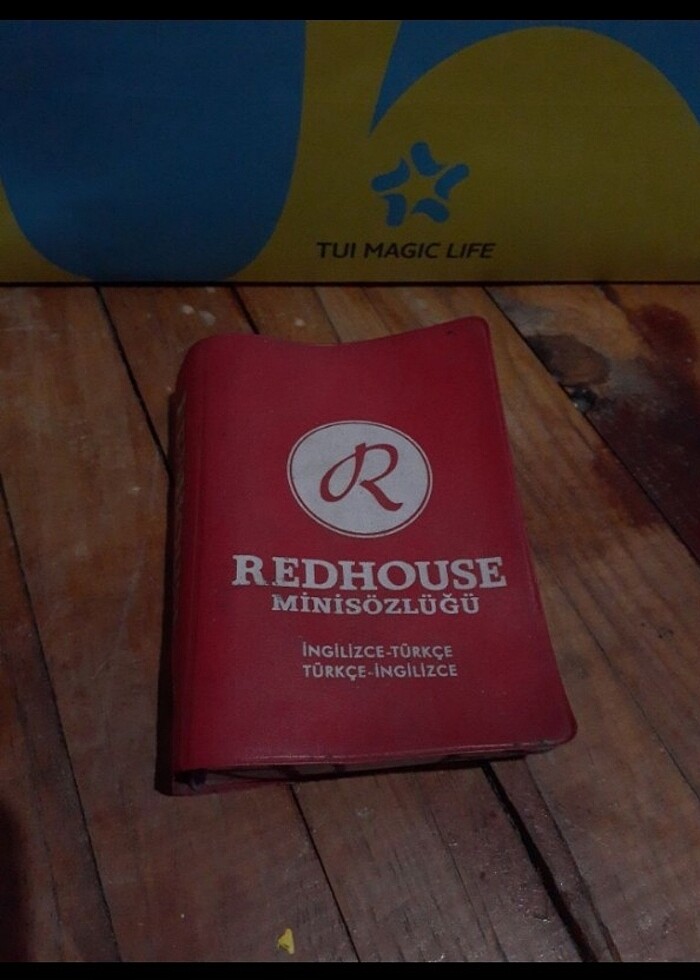 TUI MAGIC LIFE
R
REDHOUSE
MİNİSÖZLÜĞÜ
İNGİLİZCE-TÜRKÇE
TÜRKÇE-İNGİLİZCE